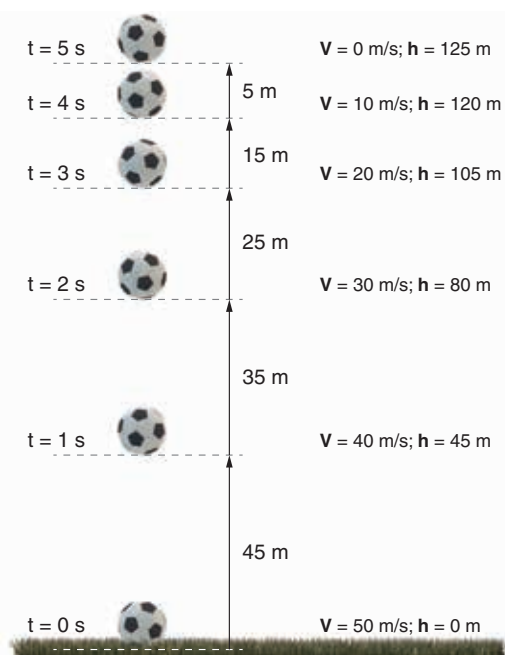 t = 5 s V = 0 m/s; h = 125 m
5 m
t = 4 s V = 10 m/s; h = 120 m
15 m
t = 3 s V = 20 m/s; h = 105 m
25 m
t = 2 s V = 30 m/s; h = 80 m
35 m
t = 1 s V = 40 m/s; h = 45 m
45 m
t = 0 s V = 50 m/s; h = 0 m